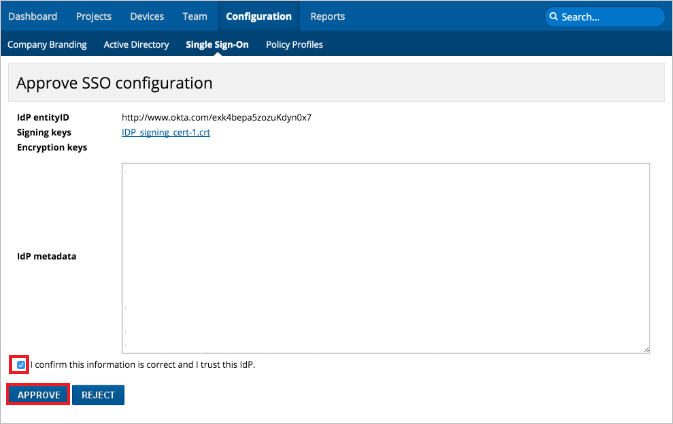 Dashboard Projects Devices Team Configuration Reports Search...
Company Branding Active Directory Single Sign-On Policy Profiles
Approve SSO configuration
IdP entityID http://www.okta.com/exk4bepa5zozuKdyn0x7
Signing keys IDP_signing_cert-1.crt
Encryption keys
IdP metadata
I confirm this information is correct and I trust this IdP.
APPROVE REJECT